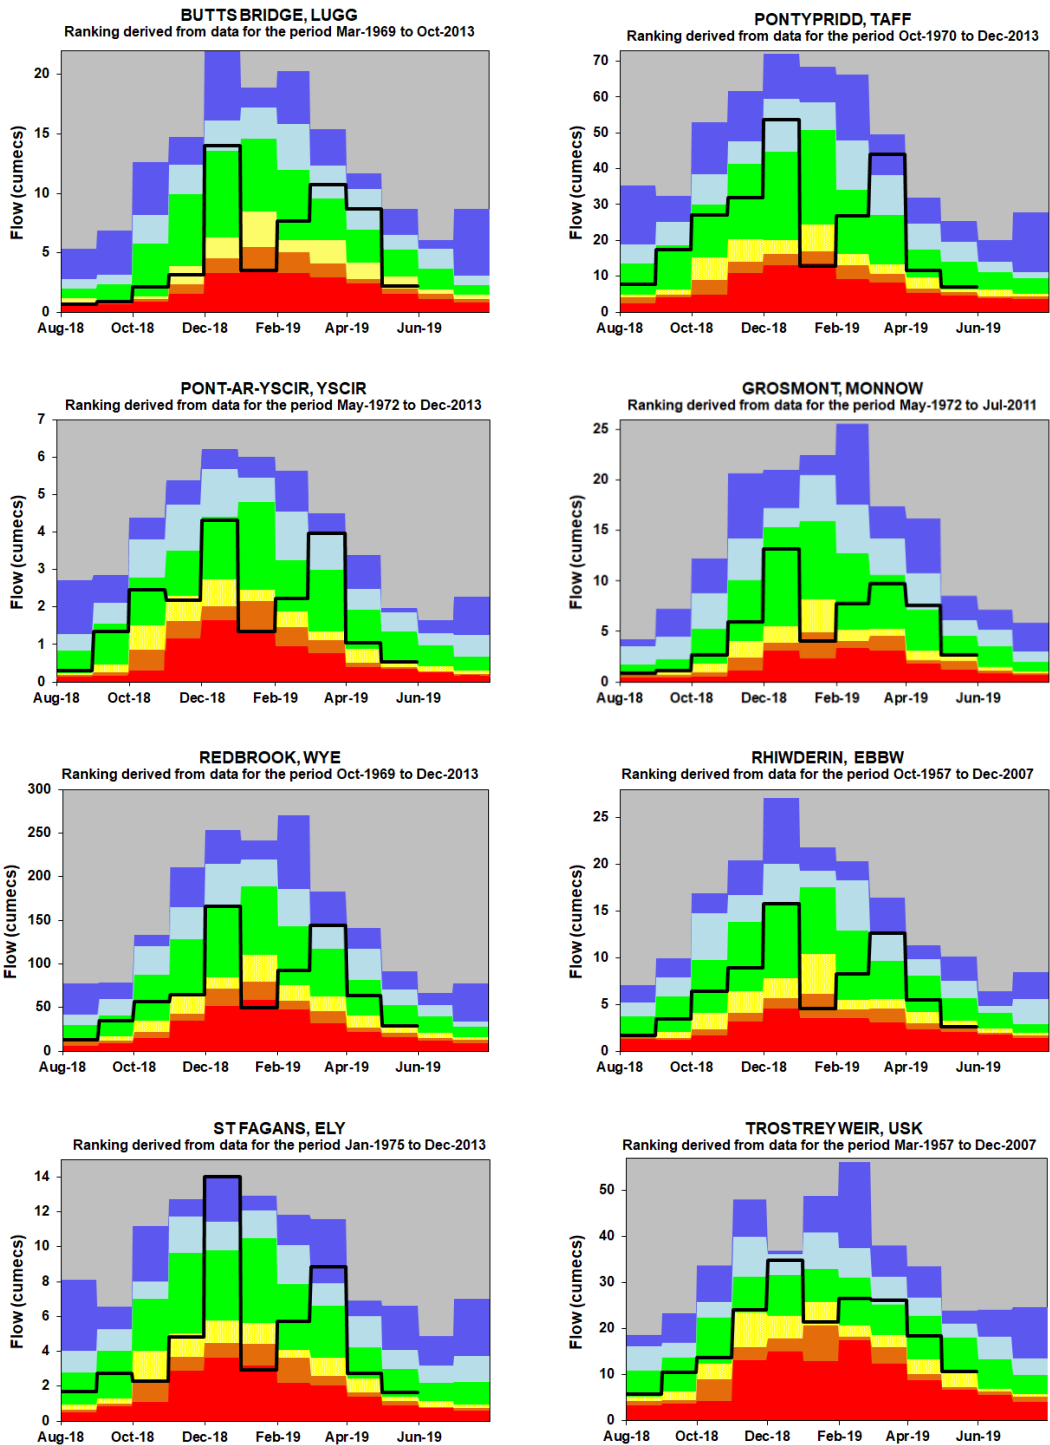 BUTTS BRIDGE, LUGG
Ranking derived from data for the period Mar-1969 to Oct-2013
Flow (cumecs)
20
15
10
5
0
Aug-18 Oct-18 Dec-18 Feb-19 Apr-19 Jun-19
PONTYPRIDD, TAFF
Ranking derived from data for the period Oct-1970 to Dec-2013
Flow (cumecs)
70
60
50
40
30
20
10
0
Aug-18 Oct-18 Dec-18 Feb-19 Apr-19 Jun-19
PONT-AR-YSCIR, YSCIR
Ranking derived from data for the period May-1972 to Dec-2013
Flow (cumecs)
7
6
5
4
3
2
1
0
Aug-18 Oct-18 Dec-18 Feb-19 Apr-19 Jun-19
GROSMONT, MONNOW
Ranking derived from data for the period May-1972 to Jul-2011
Flow (cumecs)
25
20
15
10
5
0
Aug-18 Oct-18 Dec-18 Feb-19 Apr-19 Jun-19
REDBROOK, WYE
Ranking derived from data for the period Oct-1969 to Dec-2013
Flow (cumecs)
300
250
200
150
100
50
0
Aug-18 Oct-18 Dec-18 Feb-19 Apr-19 Jun-19
RHIWDERIN, EBBW
Ranking derived from data for the period Oct-1957 to Dec-2007
Flow (cumecs)
25
20
15
10
5
0
Aug-18 Oct-18 Dec-18 Feb-19 Apr-19 Jun-19
ST FAGANS, ELY
Ranking derived from data for the period Jan-1975 to Dec-2013
Flow (cumecs)
14
12
10
8
6
4
2
0
Aug-18 Oct-18 Dec-18 Feb-19 Apr-19 Jun-19
TROSTREY WEIR, USK
Ranking derived from data for the period Mar-1957 to Dec-2007
Flow (cumecs)
50
40
30
20
10
0
Aug-18 Oct-18 Dec-18 Feb-19 Apr-19 Jun-19